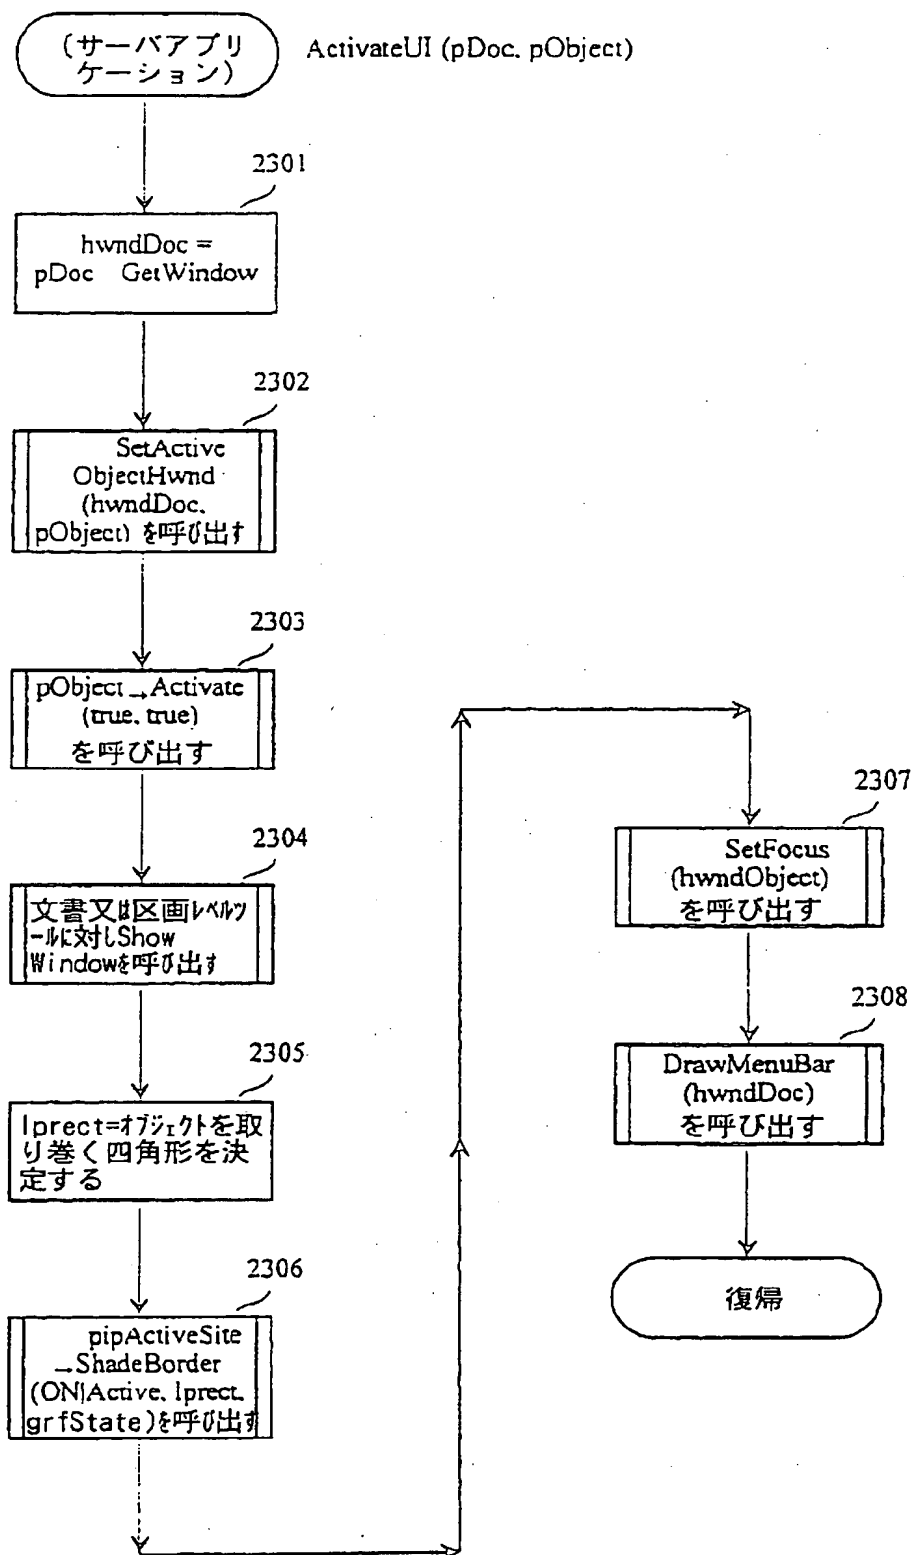 (サーバアプリ
ケーション)
ActivateUI (pDoc, pObject)
2301
hwndDoc =
pDoc GetWindow
2302
SetActive
ObjectHwnd
(hwndDoc,
pObject) を呼び出す
2303
pObject→Activate
(true, true)
を呼び出す
2304
文書又は区画レベルツ
ールに対しShow
Windowを呼び出す
2305
lprect=オブジェクトを取
り巻く四角形を決
定する
2306
pipActiveSite
→ShadeBorder
(ON|Active, lprect,
grfState)を呼び出す
2307
SetFocus
(hwndObject)
を呼び出す
2308
DrawMenuBar
(hwndDoc)
を呼び出す
復帰